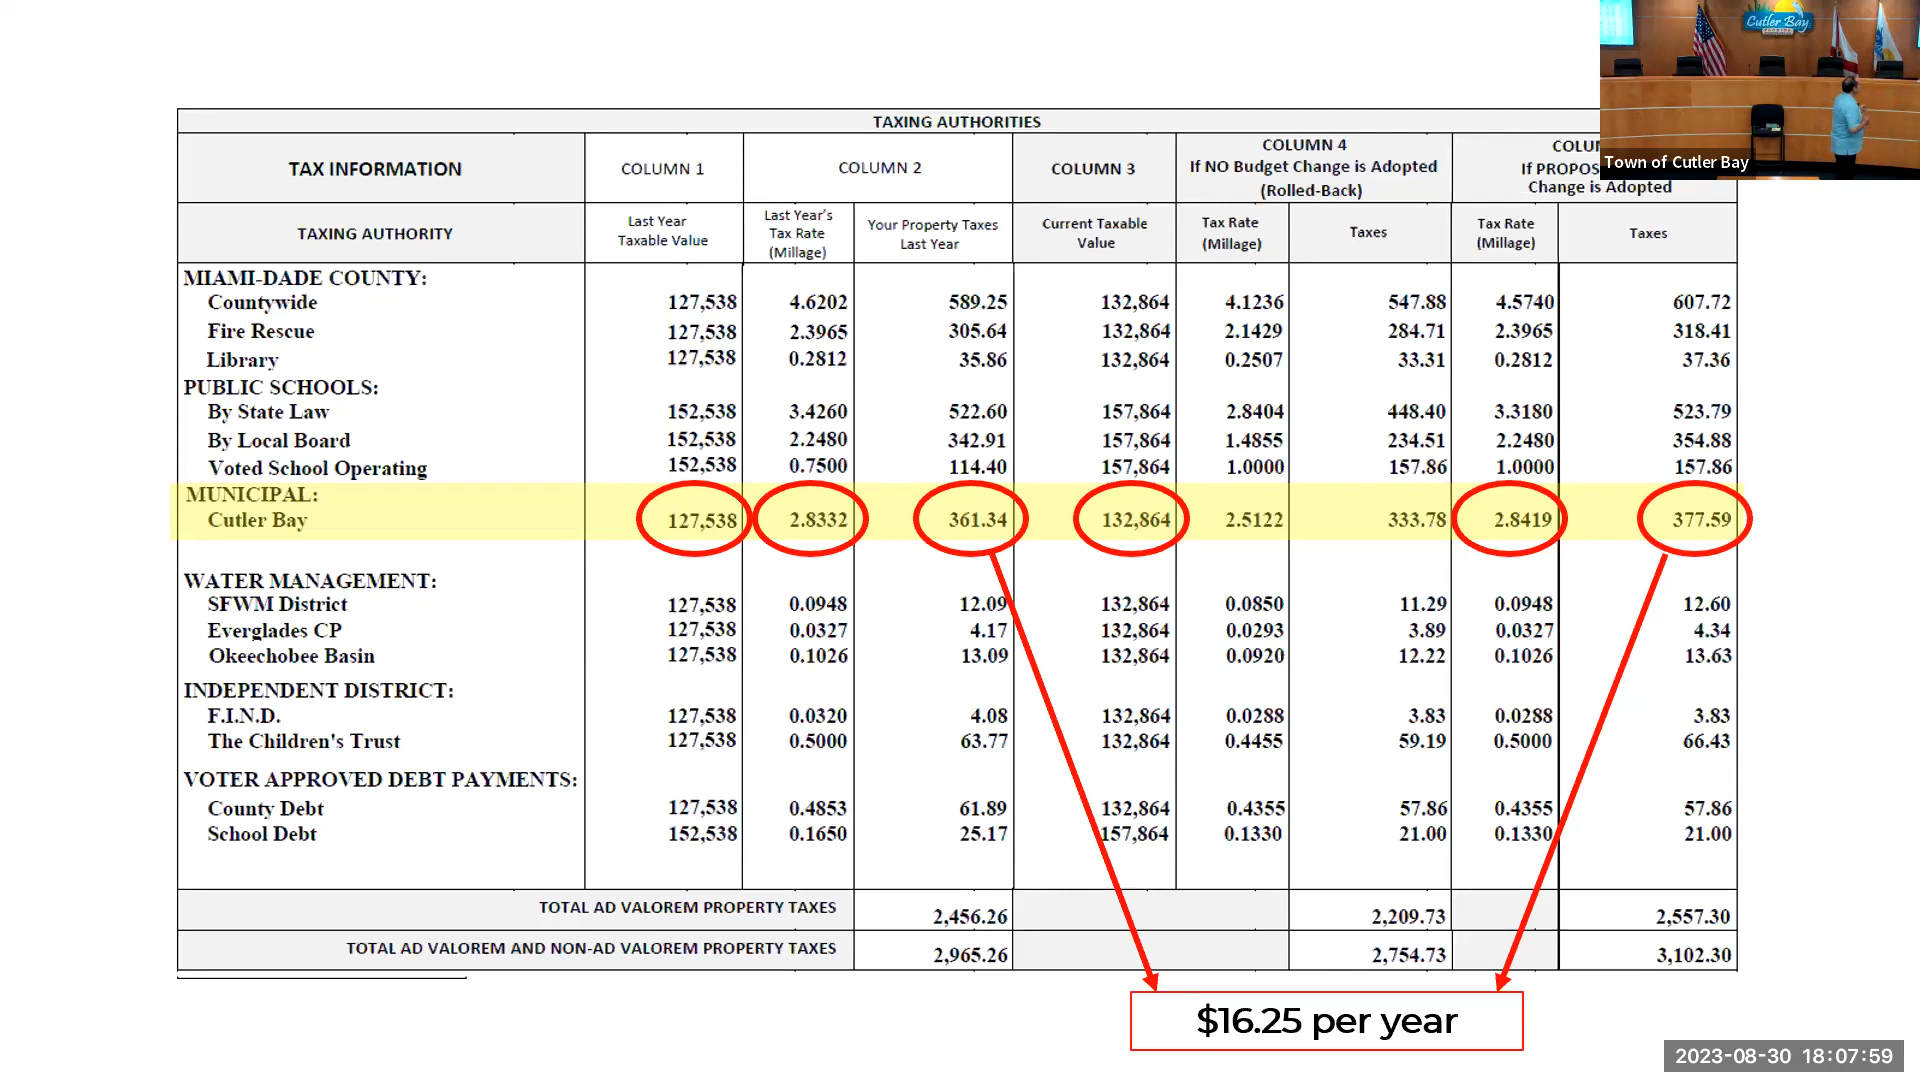 Cutler Bay
Town of Cutler Bay
TAXING AUTHORITIES
TAX INFORMATION COLUMN 1 COLUMN 2 COLUMN 3 COLUMN 4 If NO Budget Change is Adopted (Rolled-Back)
If
Change is Adopted
TAXING AUTHORITY Last Year Taxable Value Last Year's Tax Rate (Millage) Your Property Taxes Last Year Current Taxable Value Tax Rate (Millage) Taxes Tax Rate (Millage) Taxes
MIAMI-DADE COUNTY:
Countywide 127,538 4.6202 589.25 132,864 4.1236 547.88 4.5740 607.72
Fire Rescue 127,538 2.3965 305.64 132,864 2.1429 284.71 2.3965 318.41
Library 127,538 0.2812 35.86 132,864 0.2507 33.31 0.2812 37.36
PUBLIC SCHOOLS:
By State Law 152,538 3.4260 522.60 157,864 2.8404 448.40 3.3180 523.79
By Local Board 152,538 2.2480 342.91 157,864 1.4855 234.51 2.2480 354.88
Voted School Operating 152,538 0.7500 114.40 157,864 1.0000 157.86 1.0000 157.86
MUNICIPAL:
Cutler Bay 127,538 2.8332 361.34 132,864 2.5122 333.78 2.8419 377.59
WATER MANAGEMENT:
SFWM District 127,538 0.0948 12.09 132,864 0.0850 11.29 0.0948 12.60
Everglades CP 127,538 0.0327 4.17 132,864 0.0293 3.89 0.0327 4.34
Okeechobee Basin 127,538 0.1026 13.09 132,864 0.0920 12.22 0.1026 13.63
INDEPENDENT DISTRICT:
F.I.N.D. 127,538 0.0320 4.08 132,864 0.0288 3.83 0.0288 3.83
The Children's Trust 127,538 0.5000 63.77 132,864 0.4455 59.19 0.5000 66.43
VOTER APPROVED DEBT PAYMENTS:
County Debt 127,538 0.4853 61.89 132,864 0.4355 57.86 0.4355 57.86
School Debt 152,538 0.1650 25.17 157,864 0.1330 21.00 0.1330 21.00
TOTAL AD VALOREM PROPERTY TAXES 2,456.26 2,209.73 2,557.30
TOTAL AD VALOREM AND NON-AD VALOREM PROPERTY TAXES 2,965.26 2,754.73 3,102.30
$16.25 per year
2023-08-30 18:07:59